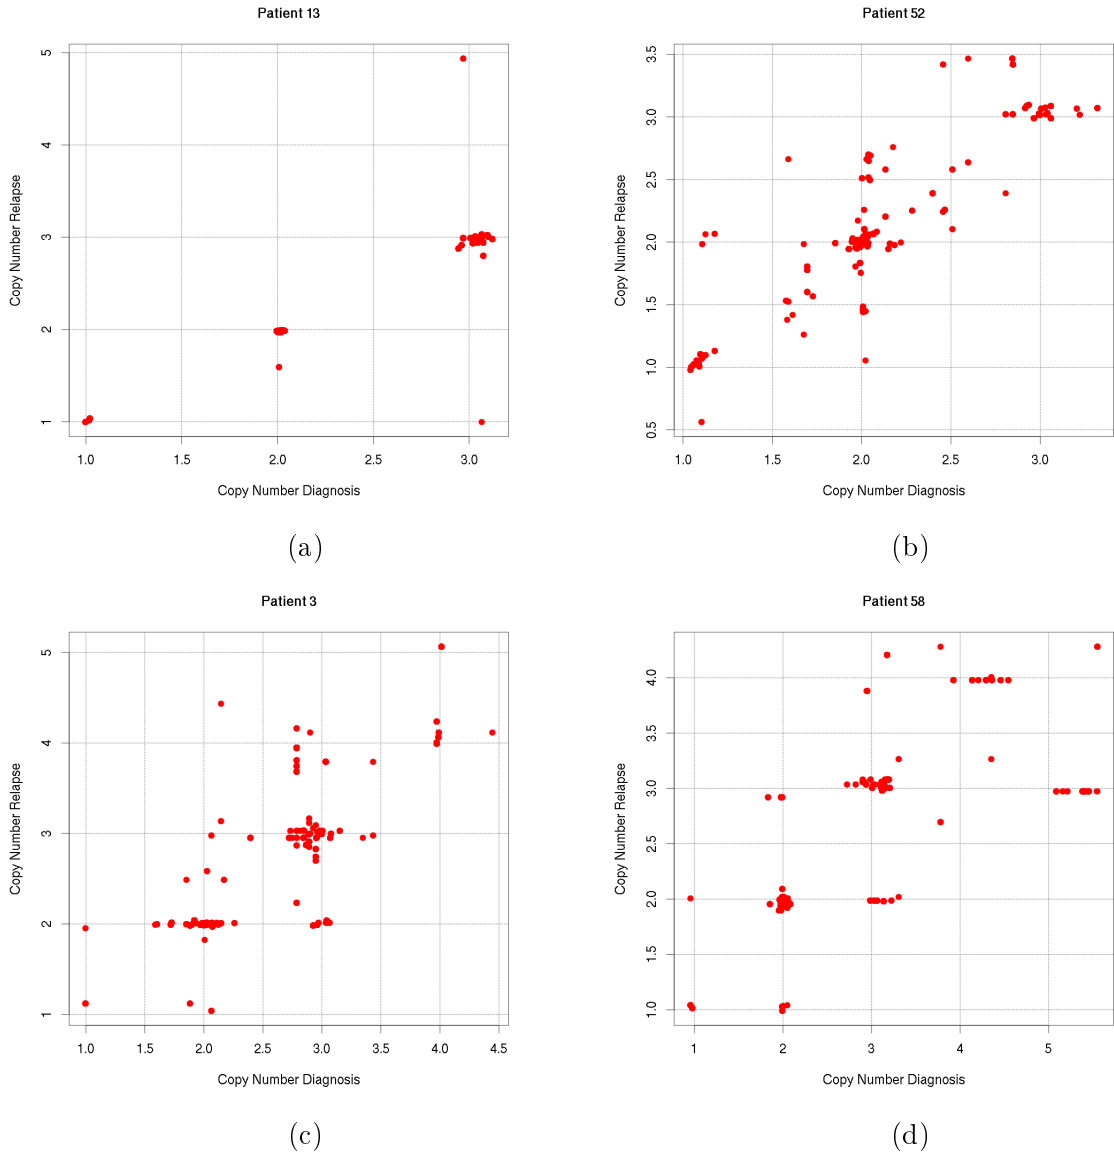 Patient 13
Copy Number Relapse
5
4
3
2
1
1.0 1.5 2.0 2.5 3.0
Copy Number Diagnosis
(a)
Patient 52
Copy Number Relapse
3.5
3.0
2.5
2.0
1.5
1.0
0.5
1.0 1.5 2.0 2.5 3.0
Copy Number Diagnosis
(b)
Patient 3
Copy Number Relapse
5
4
3
2
1
1.0 1.5 2.0 2.5 3.0 3.5 4.0 4.5
Copy Number Diagnosis
(c)
Patient 58
Copy Number Relapse
4.0
3.5
3.0
2.5
2.0
1.5
1.0
1 2 3 4 5
Copy Number Diagnosis
(d)